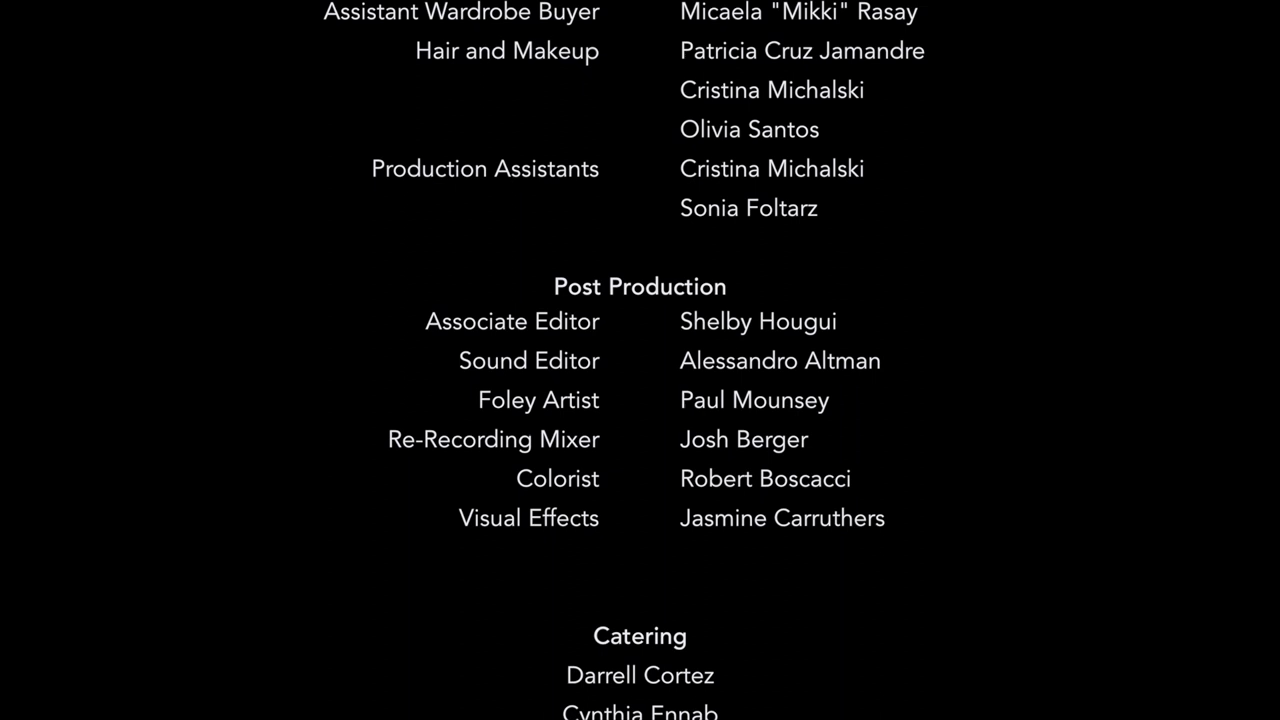 Assistant Wardrobe Buyer Micaela "Mikki" Rasay
Hair and Makeup Patricia Cruz Jamandre
Cristina Michalski
Olivia Santos
Production Assistants Cristina Michalski
Sonia Foltarz
Post Production
Associate Editor Shelby Hougui
Sound Editor Alessandro Altman
Foley Artist Paul Mounsey
Re-Recording Mixer Josh Berger
Colorist Robert Boscacci
Visual Effects Jasmine Carruthers
Catering
Darrell Cortez
Cynthia Ennab